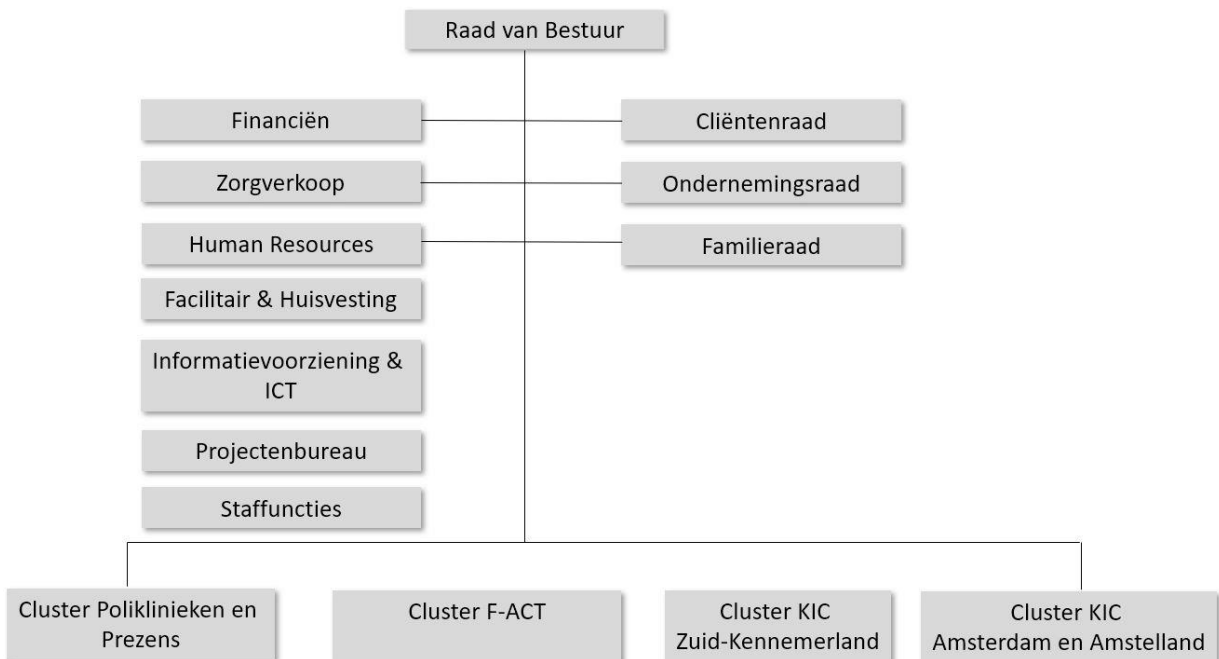 Raad van Bestuur
Financiën
Cliëntenraad
Zorgverkoop
Ondernemingsraad
Human Resources
Familieraad
Facilitair & Huisvesting
Informatievoorziening &
ICT
Projectenbureau
Staffuncties
Cluster Poliklinieken en
Prezens
Cluster F-ACT
Cluster KIC
Zuid-Kennemerland
Cluster KIC
Amsterdam en Amstelland